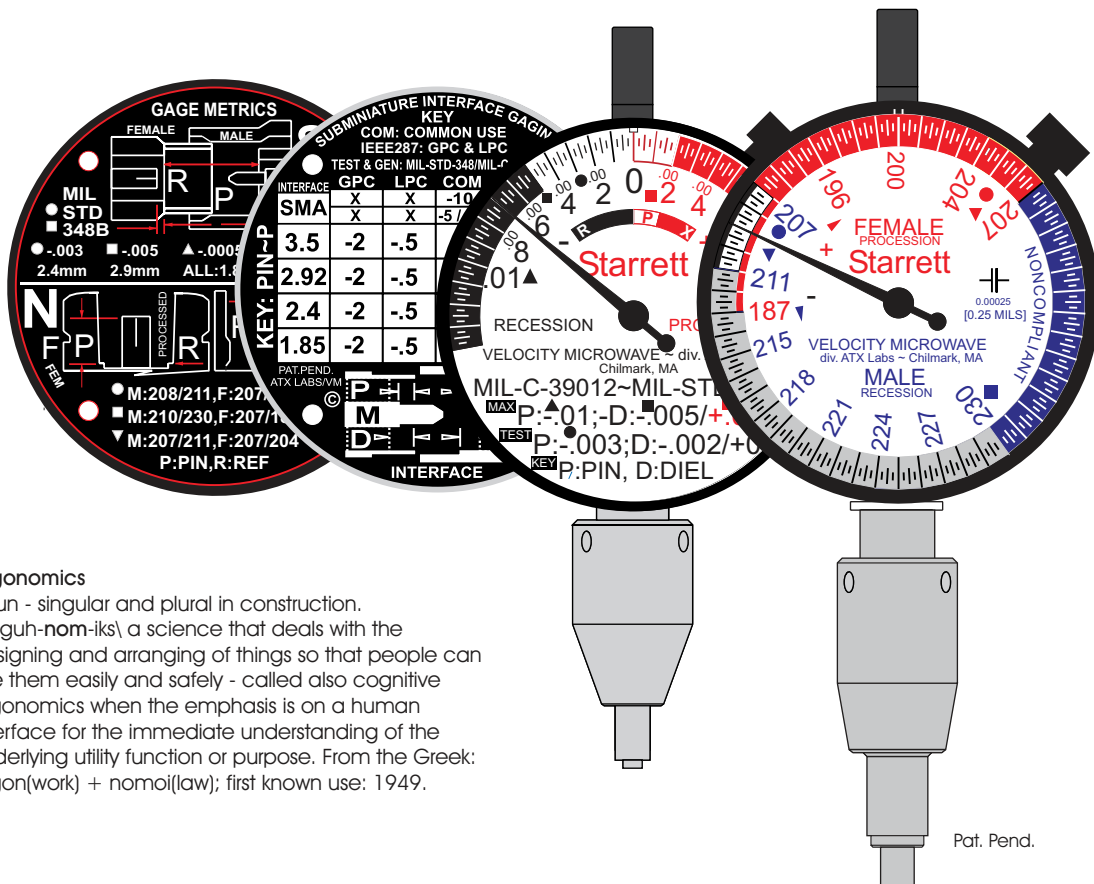 GAGE METRICS
FEMALE
MALE
R
P
MIL
STD
348B
-.003 -.005 -.0005
2.4mm 2.9mm
N
F
FEM
P
PROCESSED
R
M:208/211,F:207/
M:210/230,F:207/1
M:207/211,F:207/204
P:PIN,R:REF
SUBMINIATURE INTERFACE GAGIN
KEY
COM: COMMON USE
IEEE287: GPC & LPC
TEST & GEN: MIL-STD-348/MIL-C
INTERFACE GPC LPC COM
SMA X X -10
X X -5 /
3.5 -2 -.5
2.92 -2 -.5
2.4 -2 -.5
1.85 -2 -.5
KEY: PIN~P
PAT.PEND.
ATX LABS/VM
©
P
M
D
INTERFACE
.01 .00 8 .00 6 .00 4 .00 2 0 .00 2 .00 4
-
R P X
Starrett
RECESSION
VELOCITY MICROWAVE ~ div.
Chilmark, MA
MIL-C-39012~MIL-ST
MAX P:-.01;-D:-.005/+
TEST P:-.003;D:-.002/+0
KEY P:PIN, D:DIEL
196 200 204 207
207
211
187
215
218
221
224
227
230
+
-
FEMALE
PROCESSION
Starrett
0.00025
[0.25 MILS]
NONCOMPLIANT
VELOCITY MICROWAVE
div. ATX Labs ~ Chilmark, MA
MALE
RECESSION
gonomics
un - singular and plural in construction.
guh-nom-iks\ a science that deals with the
signing and arranging of things so that people can
e them easily and safely - called also cognitive
gonomics when the emphasis is on a human
erface for the immediate understanding of the
derlying utility function or purpose. From the Greek:
gon(work) + nomoi(law); first known use: 1949.
Pat. Pend.